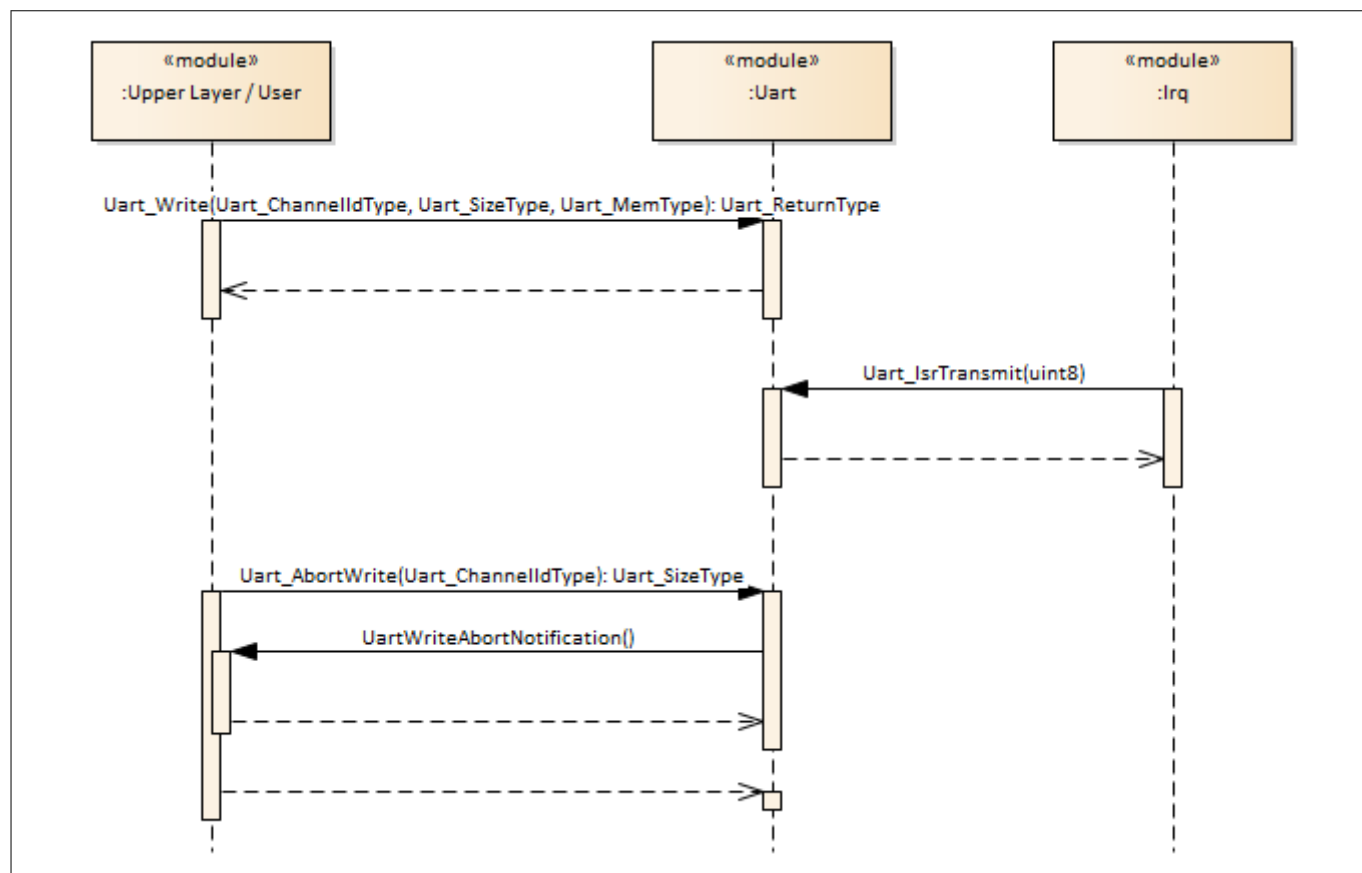 «module»
:Upper Layer / User
«module»
:Uart
«module»
:Irq
Uart_Write(Uart_ChannelIdType, Uart_SizeType, Uart_MemType): Uart_ReturnType
Uart_IsrTransmit(uint8)
Uart_AbortWrite(Uart_ChannelIdType): Uart_SizeType
UartWriteAbortNotification()